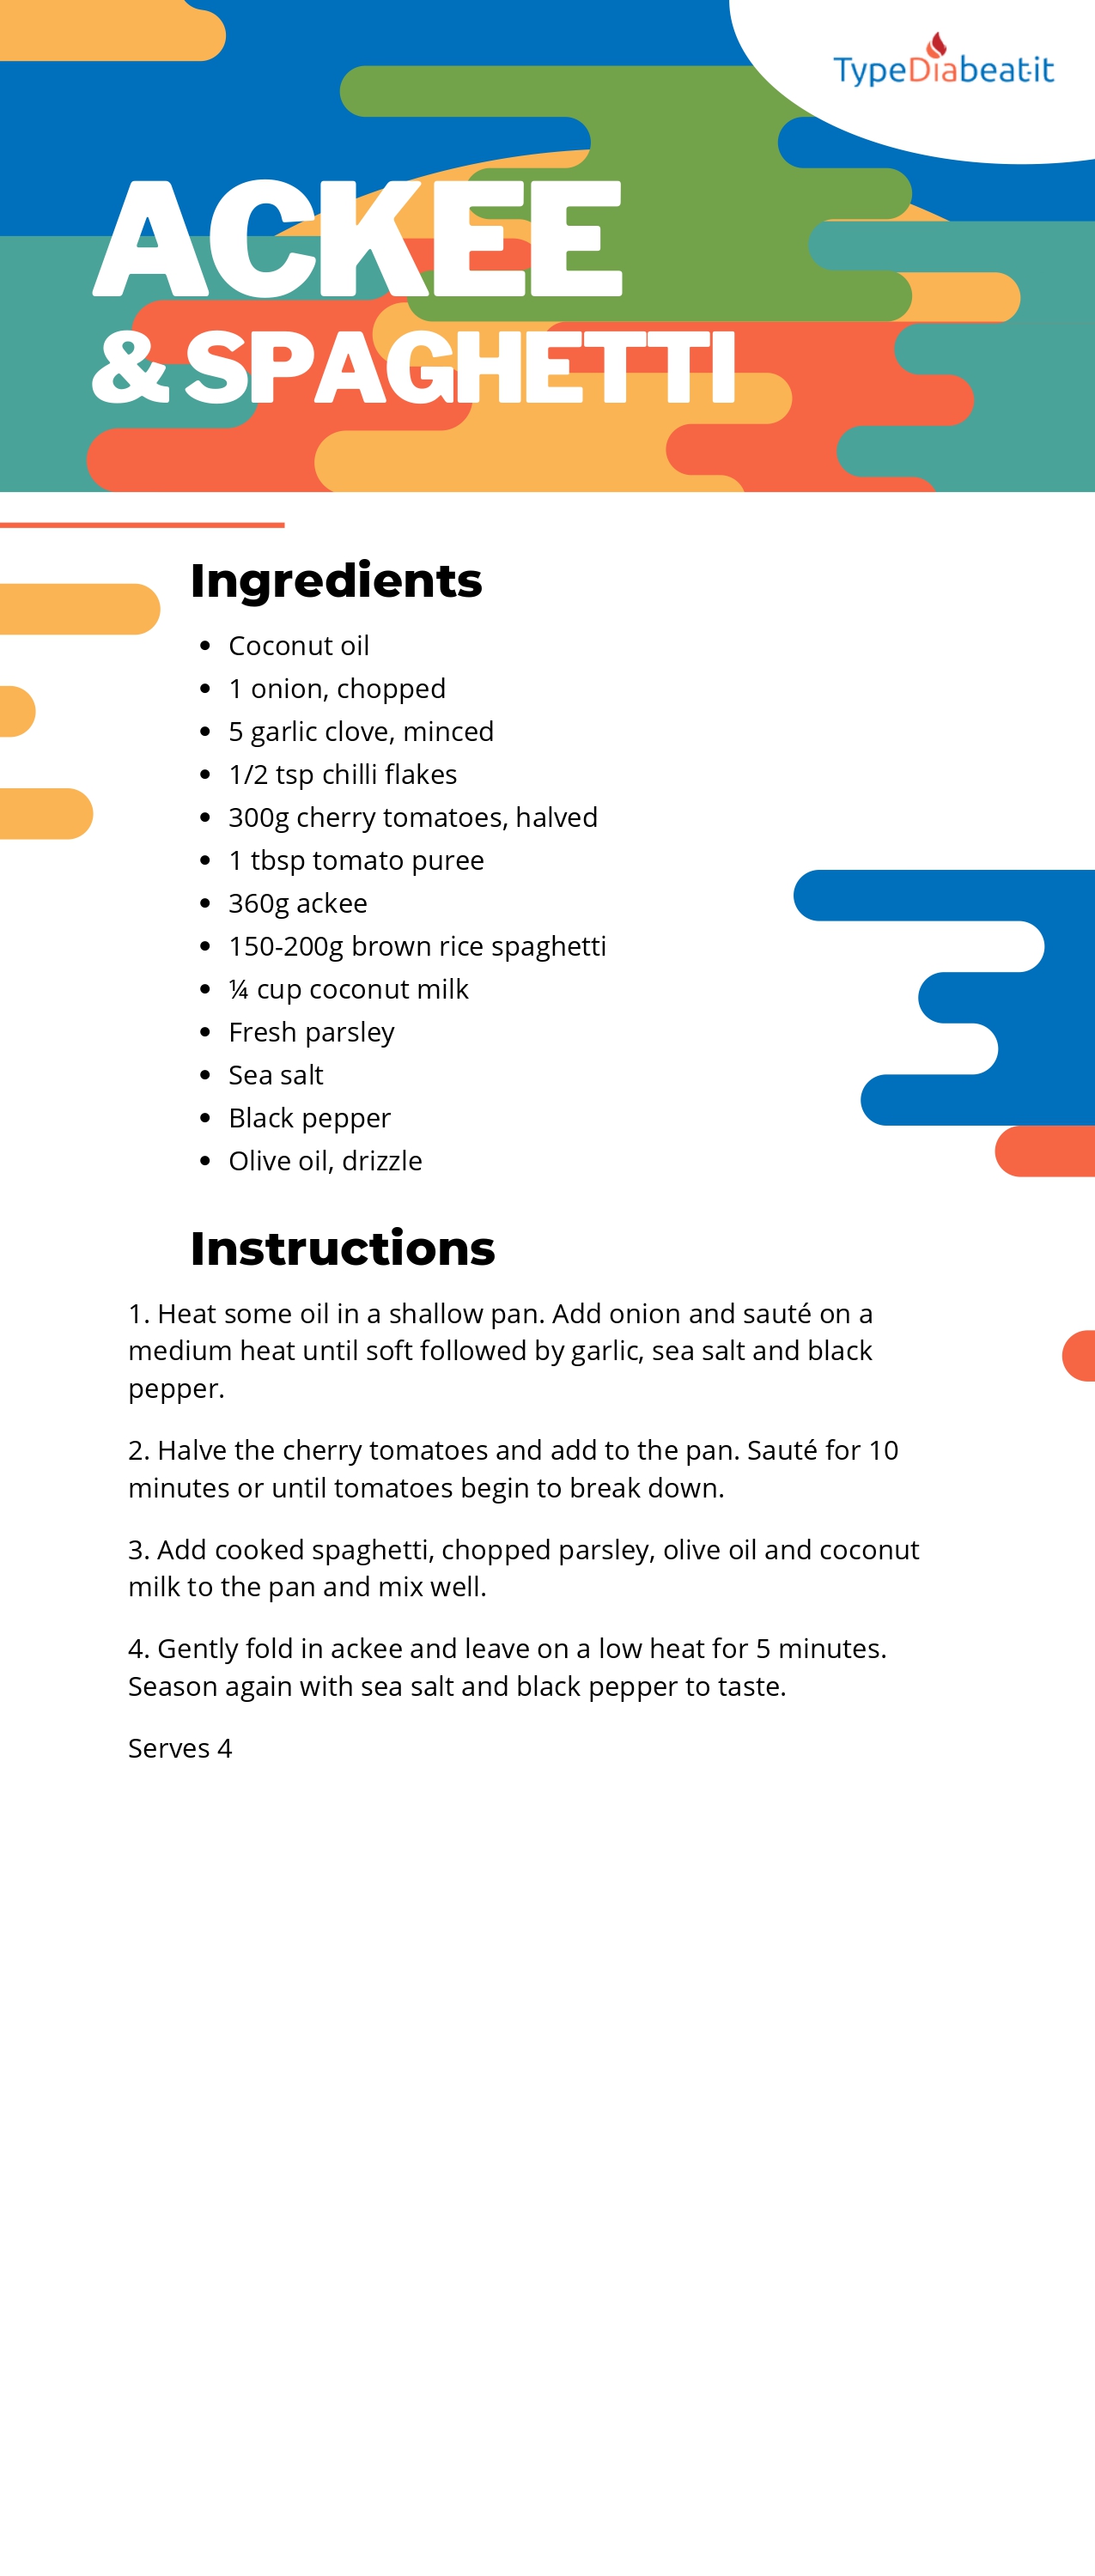 TypeDiabeat-it
ACKEE
& SPAGHETTI
Ingredients
• Coconut oil
• 1 onion, chopped
• 5 garlic clove, minced
• 1/2 tsp chilli flakes
• 300g cherry tomatoes, halved
• 1 tbsp tomato puree
• 360g ackee
• 150-200g brown rice spaghetti
• ¼ cup coconut milk
• Fresh parsley
• Sea salt
• Black pepper
• Olive oil, drizzle
Instructions
1. Heat some oil in a shallow pan. Add onion and sauté on a
medium heat until soft followed by garlic, sea salt and black
pepper.
2. Halve the cherry tomatoes and add to the pan. Sauté for 10
minutes or until tomatoes begin to break down.
3. Add cooked spaghetti, chopped parsley, olive oil and coconut
milk to the pan and mix well.
4. Gently fold in ackee and leave on a low heat for 5 minutes.
Season again with sea salt and black pepper to taste.
Serves 4